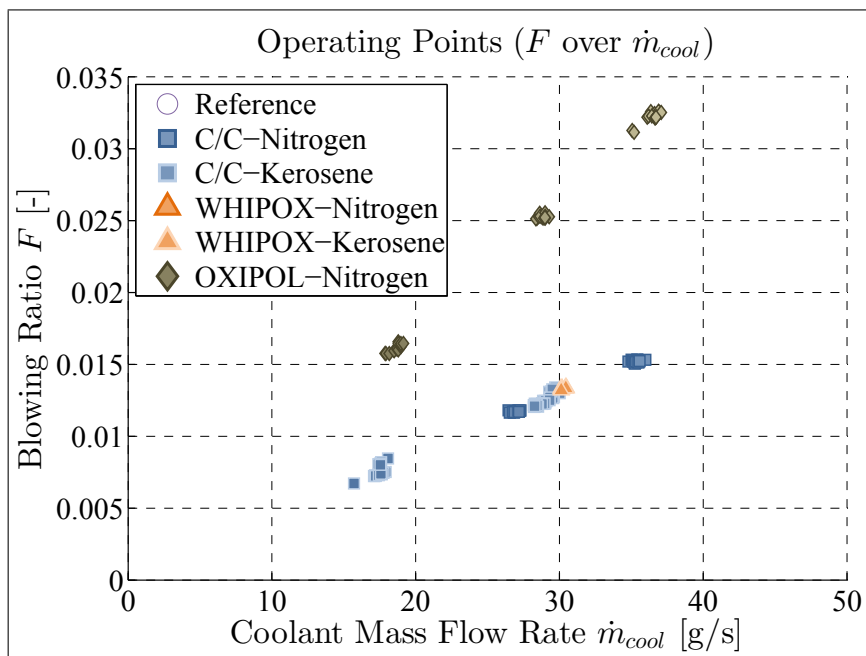 Operating Points (F over ṁcool)
Blowing Ratio F [-]
0.035
0.03
0.025
0.02
0.015
0.01
0.005
0
Reference
C/C−Nitrogen
C/C−Kerosene
WHIPOX−Nitrogen
WHIPOX−Kerosene
OXIPOL−Nitrogen
0 10 20 30 40 50
Coolant Mass Flow Rate ṁcool [g/s]